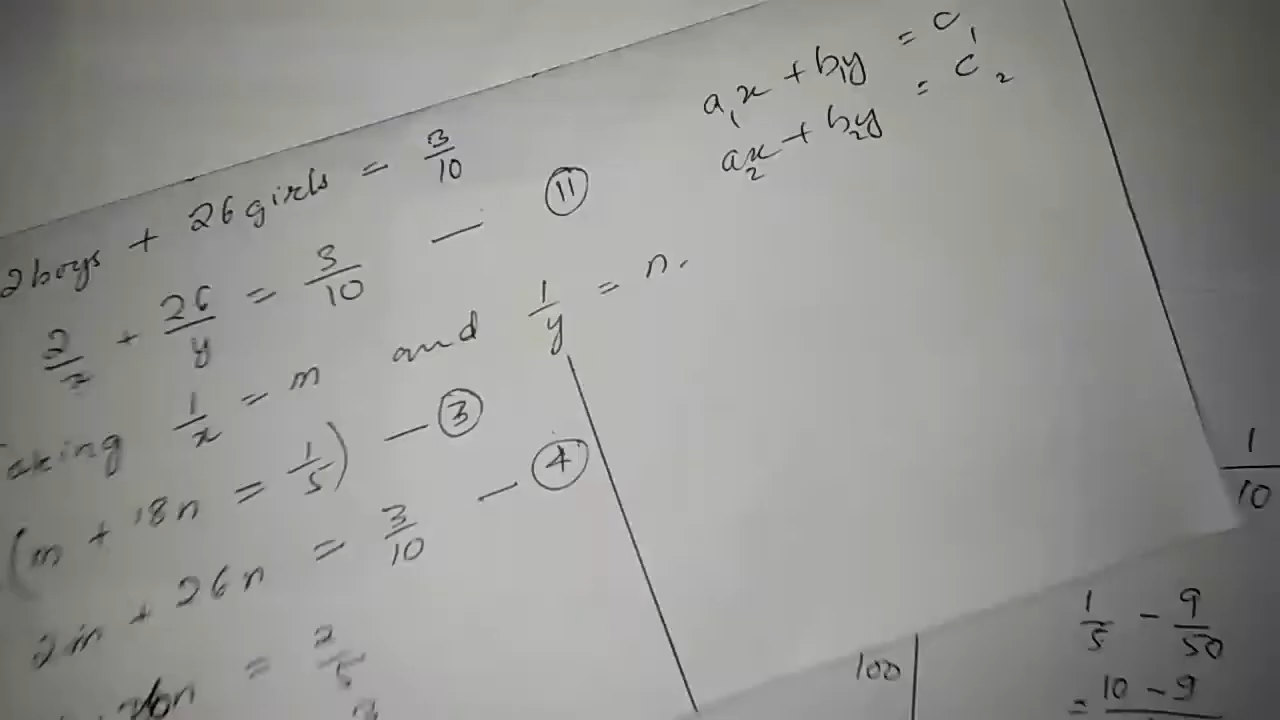 2 boys + 26 girls = 3/10
2/x + 26/y = 3/10 — (11)
aking 1/x = m and 1/y = n.
(m + 18n = 1/5) — (3)
2m + 26n = 3/10 — (4)
= 2/5
a₁x + b₁y = c₁
a₂x + b₂y = c₂
1/10
100
1/5 - 9/50
= 10 - 9